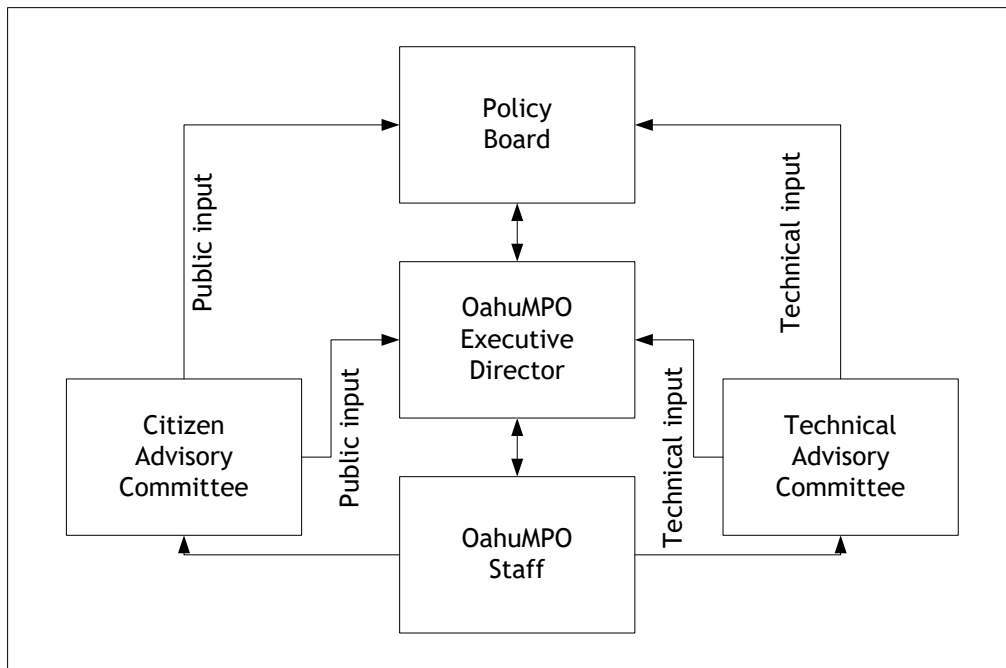 Policy
Board
Public input
Technical input
OahuMPO
Executive
Director
Citizen
Advisory
Committee
Public input
Technical input
Technical
Advisory
Committee
OahuMPO
Staff